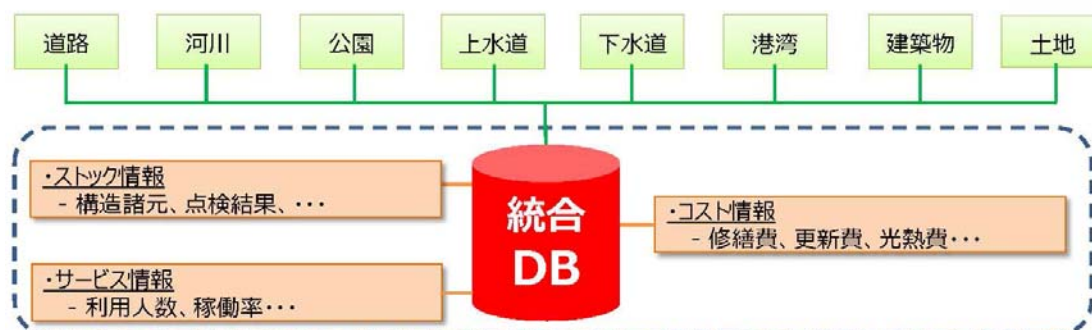 道路
河川
公園
上水道
下水道
港湾
建築物
土地
・ストック情報
- 構造諸元、点検結果、・・・
統合
DB
・コスト情報
- 修繕費、更新費、光熱費・・・
・サービス情報
- 利用人数、稼働率・・・